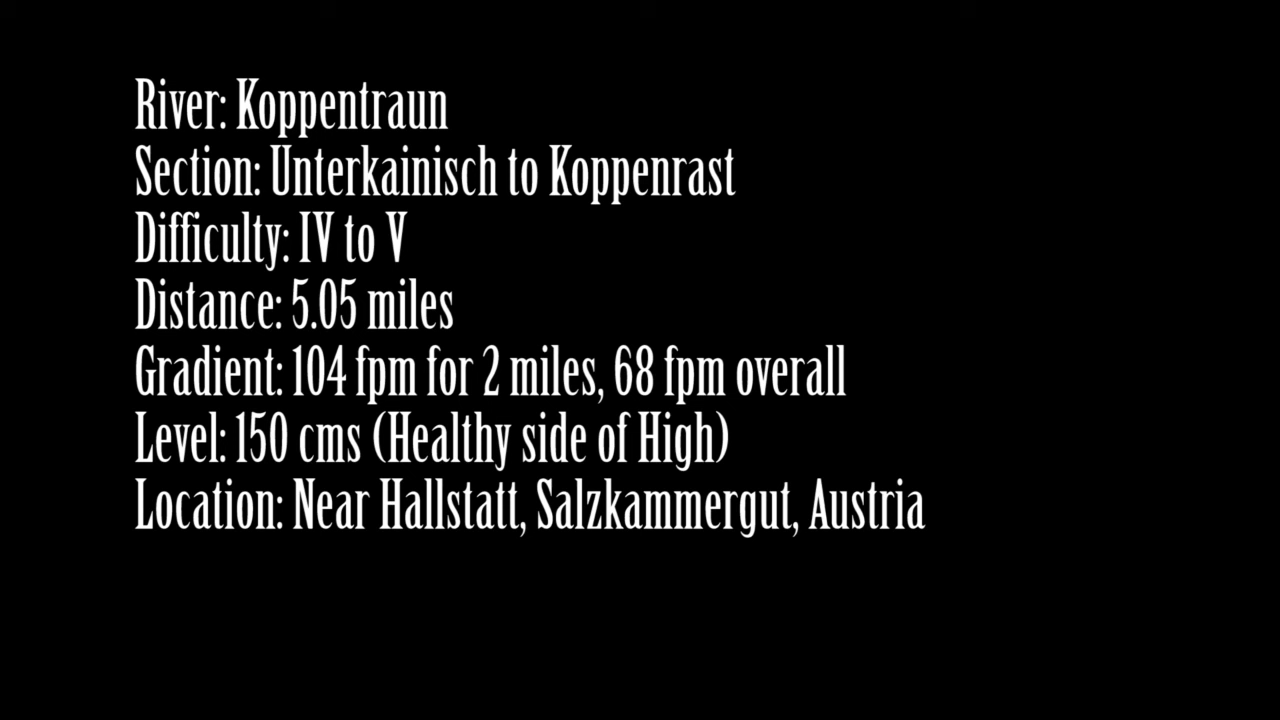 River: Koppentraun
Section: Unterkainisch to Koppenrast
Difficulty: IV to V
Distance: 5.05 miles
Gradient: 104 fpm for 2 miles, 68 fpm overall
Level: 150 cms (Healthy side of High)
Location: Near Hallstatt, Salzkammergut, Austria